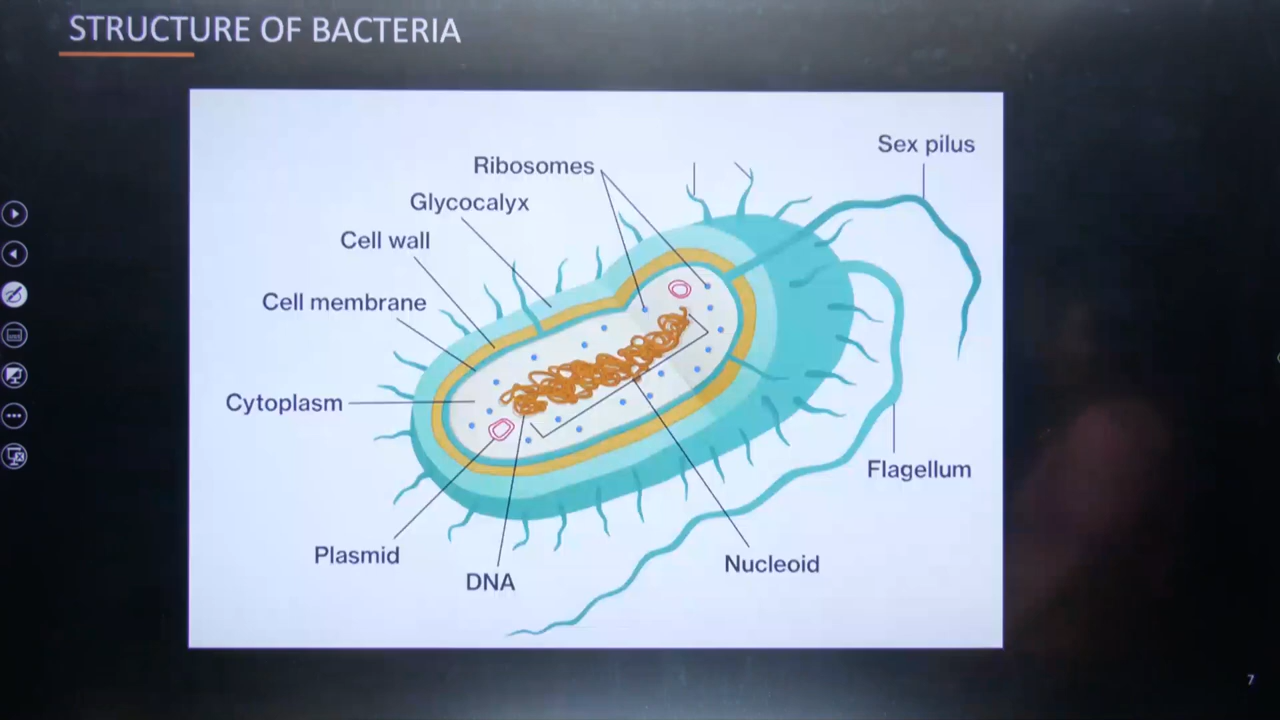 STRUCTURE OF BACTERIA
Sex pilus
Ribosomes
Glycocalyx
Cell wall
Cell membrane
Cytoplasm
Flagellum
Plasmid
DNA
Nucleoid
7